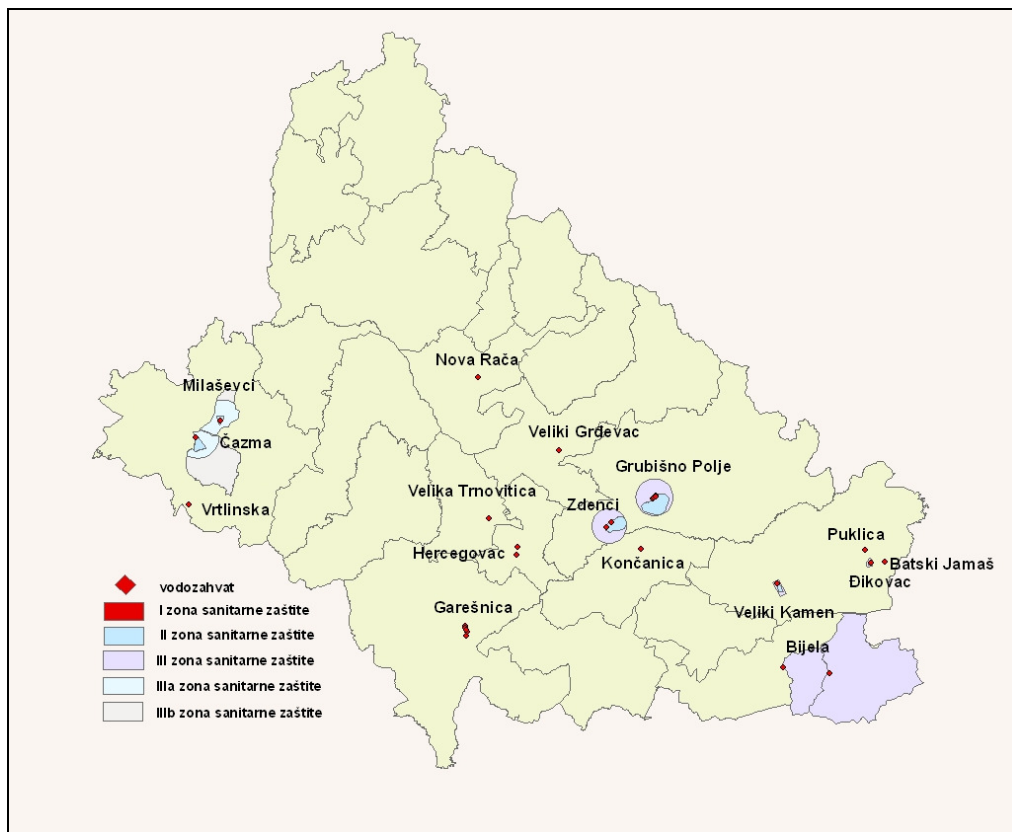 Nova Rača
Milaševci
Čazma
Veliki Grđevac
Grubišno Polje
Velika Trnovitica
Zdenci
Vrtlinska
Puklica
Hercegovac
Končanica
Batski Jamaš
Đikovac
Garešnica
Veliki Kamen
Bijela
vodozahvat
I zona sanitarne zaštite
II zona sanitarne zaštite
III zona sanitarne zaštite
IIIa zona sanitarne zaštite
IIIb zona sanitarne zaštite